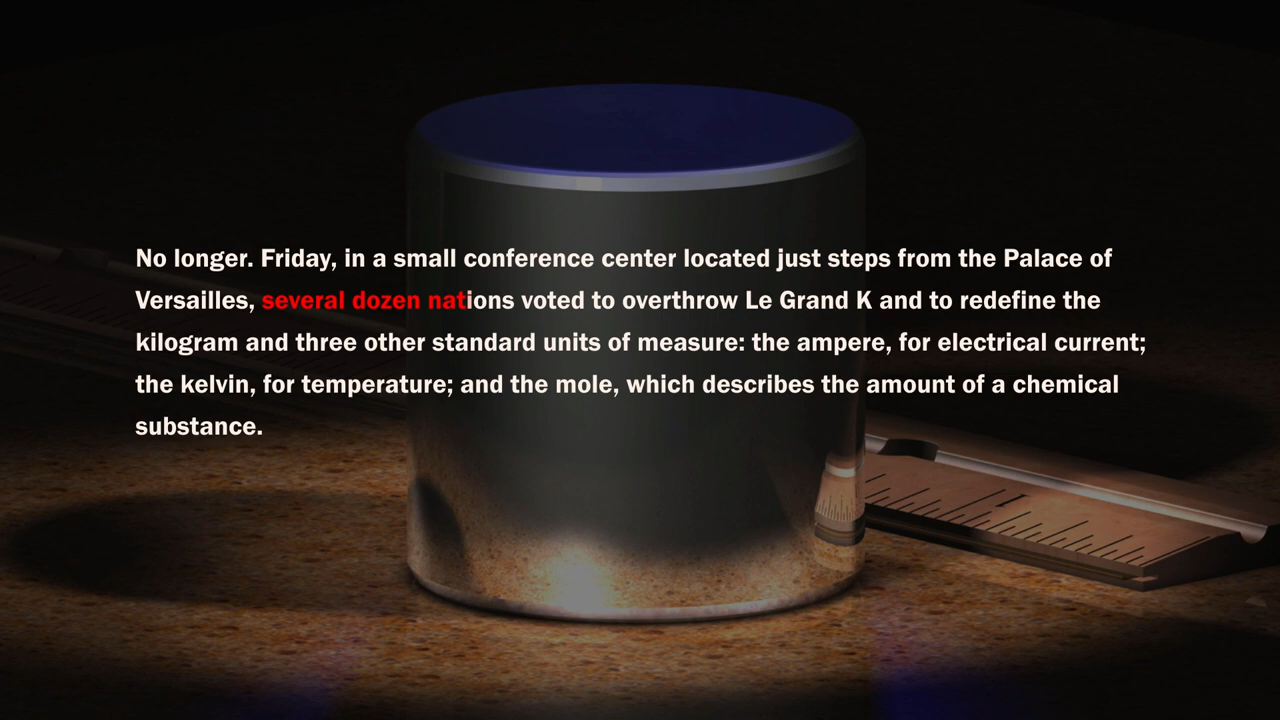 No longer. Friday, in a small conference center located just steps from the Palace of
Versailles, several dozen nations voted to overthrow Le Grand K and to redefine the
kilogram and three other standard units of measure: the ampere, for electrical current;
the kelvin, for temperature; and the mole, which describes the amount of a chemical
substance.